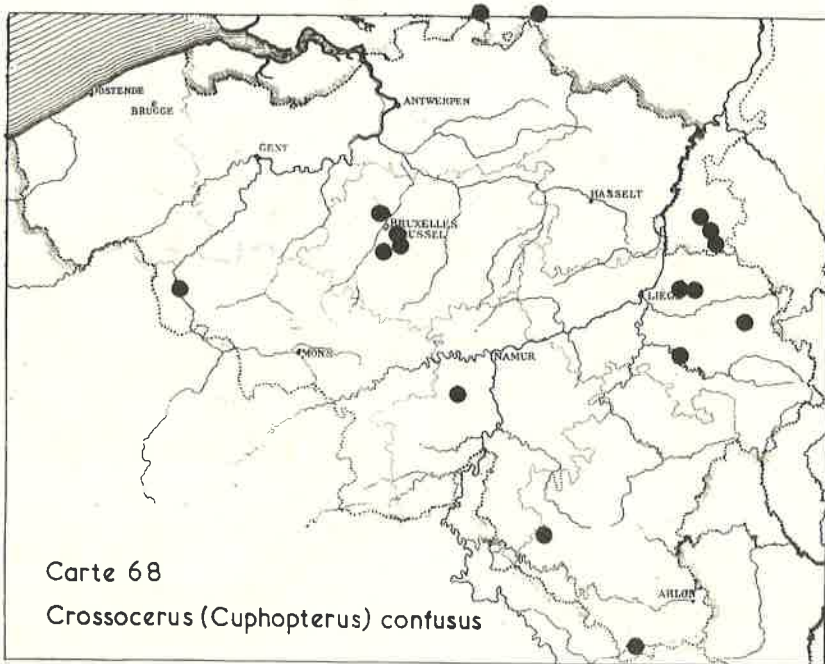 OSTENDE
BRUGGE
ANTWERPEN
GENT
HASSELT
BRUXELLES
BRUSSEL
LIEGE
MONS
NAMUR
ARLON
Carte 68
Crossocerus (Cuphopterus) confusus